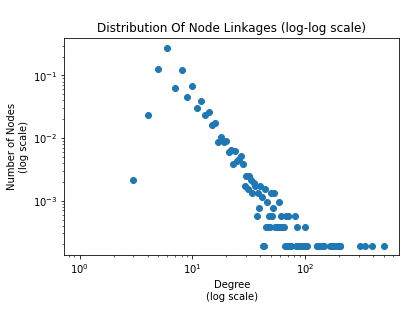 Distribution Of Node Linkages (log-log scale)
Number of Nodes
(log scale)
10⁻¹
10⁻²
10⁻³
10⁰
10¹
10²
Degree
(log scale)